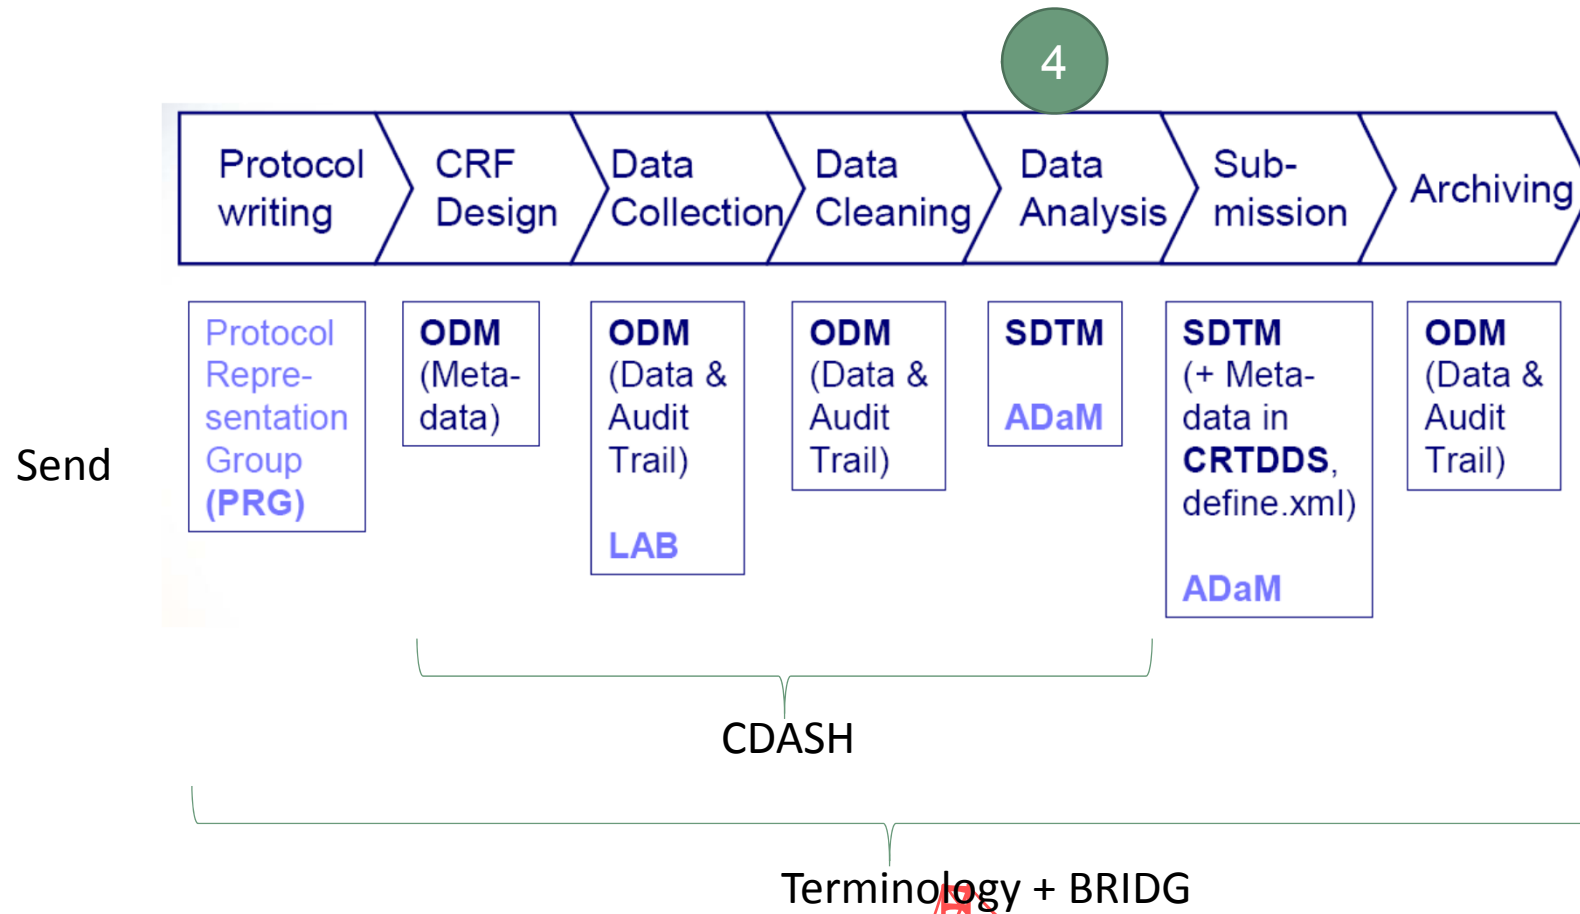 4
Protocol
writing
CRF
Design
Data
Collection
Data
Cleaning
Data
Analysis
Sub-
mission
Archiving
Send
Protocol
Repre-
sentation
Group
(PRG)
ODM
(Meta-
data)
ODM
(Data &
Audit
Trail)
LAB
ODM
(Data &
Audit
Trail)
SDTM
ADaM
SDTM
(+ Meta-
data in
CRTDDS,
define.xml)
ADaM
ODM
(Data &
Audit
Trail)
CDASH
Terminology + BRIDG